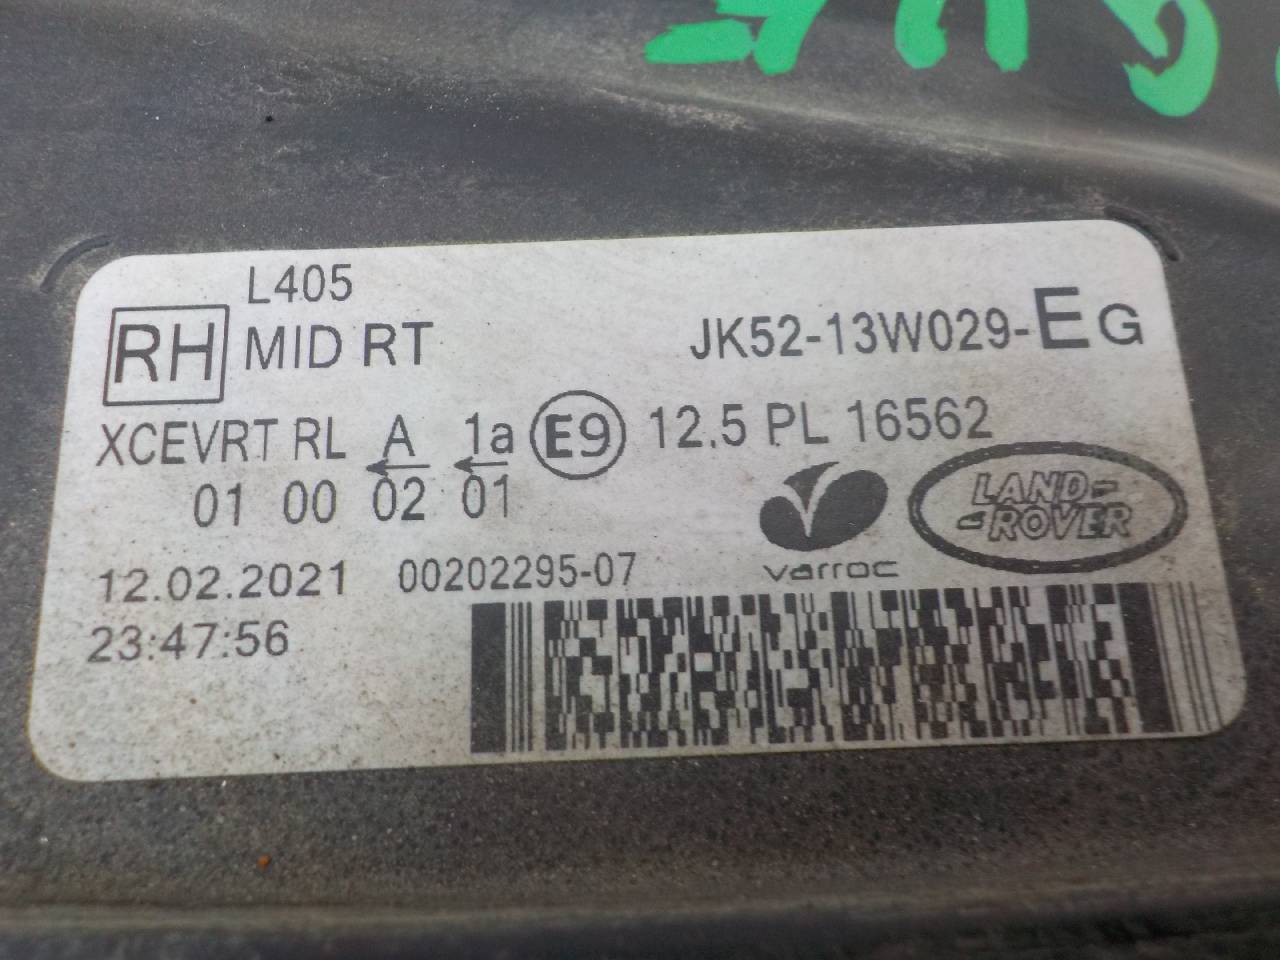 L405
RH MID RT JK52-13W029-EG
XCEVRT RL A 1a E9 12.5 PL 16562
01 00 02 01
LAND
ROVER
varroc
12.02.2021 00202295-07
23:47:56